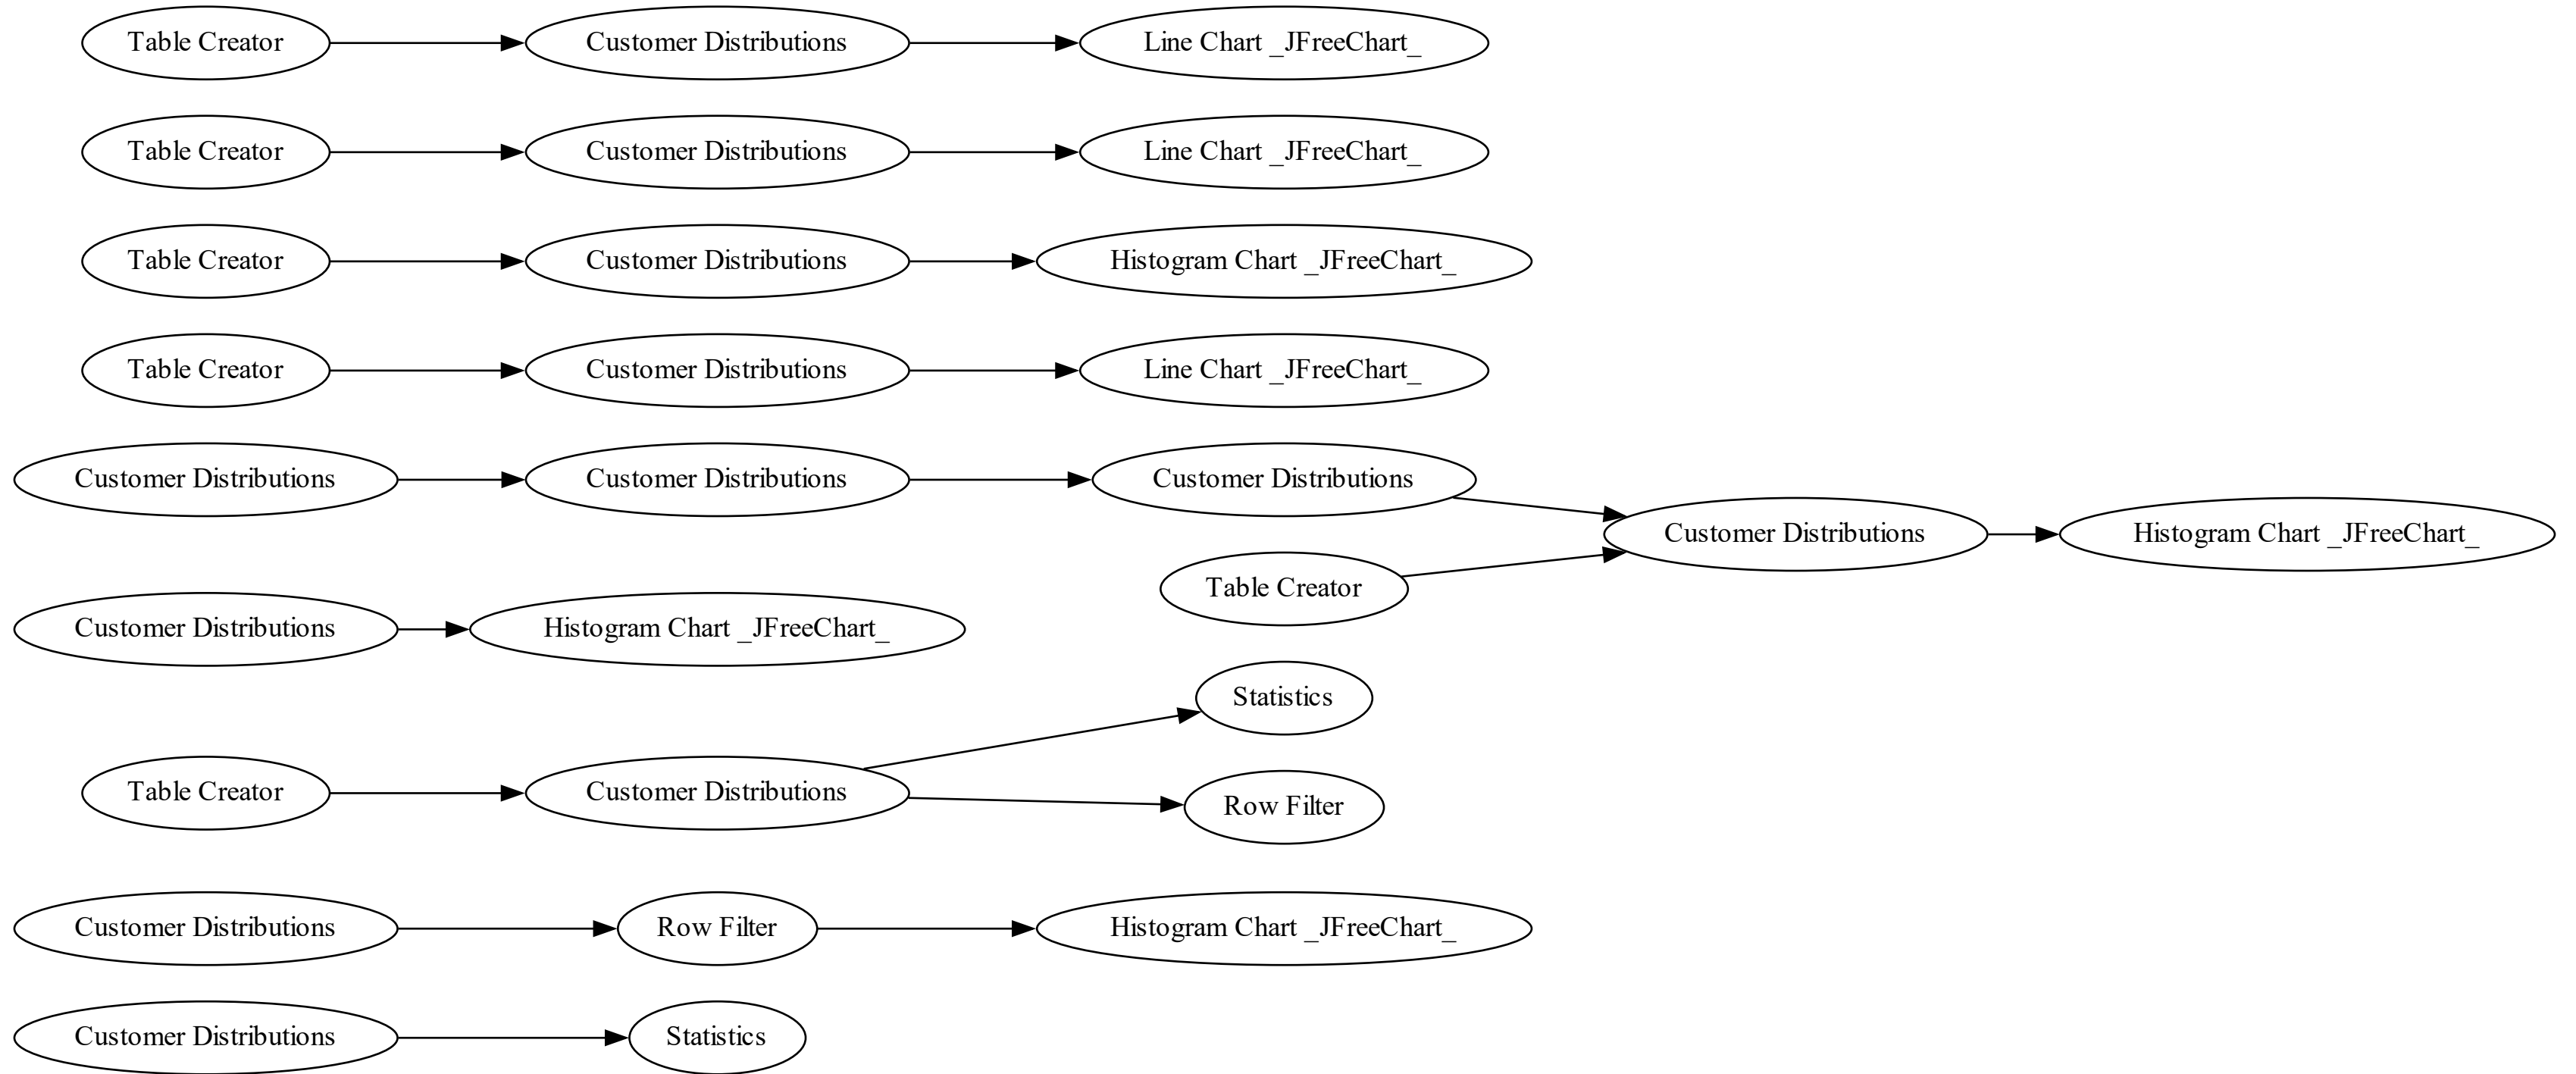 Table Creator
Customer Distributions
Line Chart _JFreeChart_
Table Creator
Customer Distributions
Line Chart _JFreeChart_
Table Creator
Customer Distributions
Histogram Chart _JFreeChart_
Table Creator
Customer Distributions
Line Chart _JFreeChart_
Customer Distributions
Customer Distributions
Customer Distributions
Customer Distributions
Histogram Chart _JFreeChart_
Table Creator
Customer Distributions
Histogram Chart _JFreeChart_
Statistics
Table Creator
Customer Distributions
Row Filter
Customer Distributions
Row Filter
Histogram Chart _JFreeChart_
Customer Distributions
Statistics